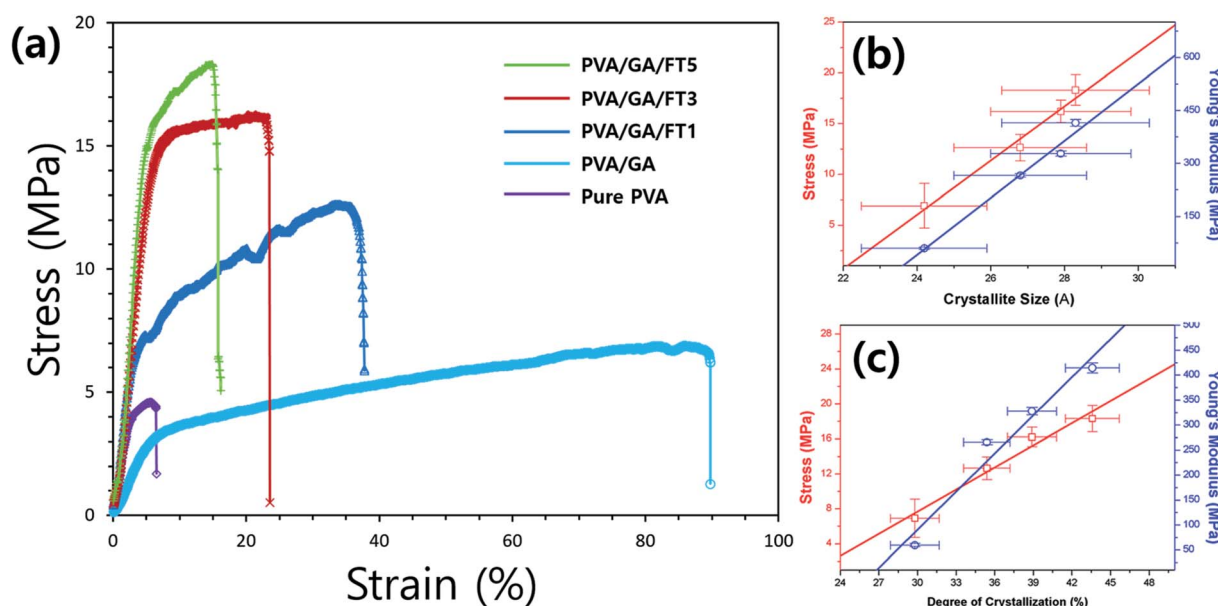 (a)
20
15
10
5
0
0 20 40 60 80 100
Stress (MPa)
Strain (%)
PVA/GA/FT5
PVA/GA/FT3
PVA/GA/FT1
PVA/GA
Pure PVA
(b)
25
20
15
10
5
Stress (MPa)
600
450
300
150
Young's Modulus (MPa)
22 24 26 28 30
Crystallite Size (A)
(c)
28
24
20
16
12
8
4
Stress (MPa)
500
450
400
350
300
250
200
150
100
50
Young's Modulus (MPa)
24 27 30 33 36 39 42 45 48
Degree of Crystallization (%)